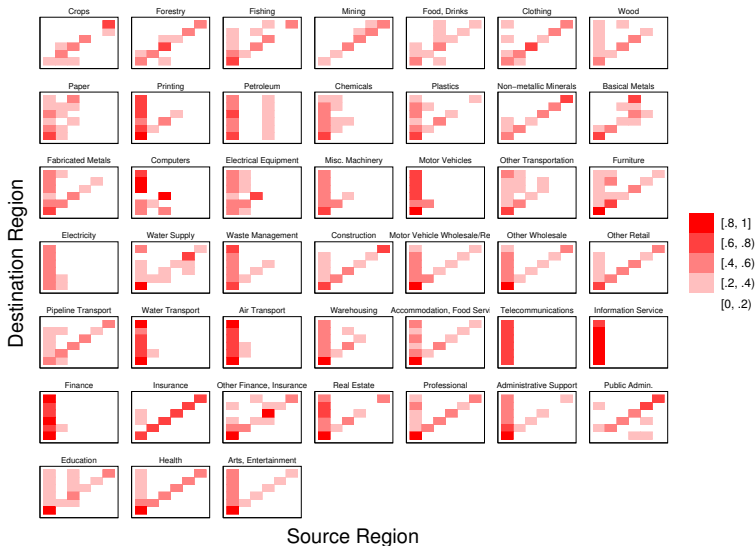 Crops
Forestry
Fishing
Mining
Food, Drinks
Clothing
Wood
Paper
Printing
Petroleum
Chemicals
Plastics
Non−metallic Minerals
Basical Metals
Fabricated Metals
Computers
Electrical Equipment
Misc. Machinery
Motor Vehicles
Other Transportation
Furniture
Electricity
Water Supply
Waste Management
Construction
Motor Vehicle Wholesale/Re
Other Wholesale
Other Retail
Pipeline Transport
Water Transport
Air Transport
Warehousing
Accommodation, Food Servi
Telecommunications
Information Service
Finance
Insurance
Other Finance, Insurance
Real Estate
Professional
Administrative Support
Public Admin.
Education
Health
Arts, Entertainment
Destination Region
Source Region
[.8, 1]
[.6, .8)
[.4, .6)
[.2, .4)
[0, .2)